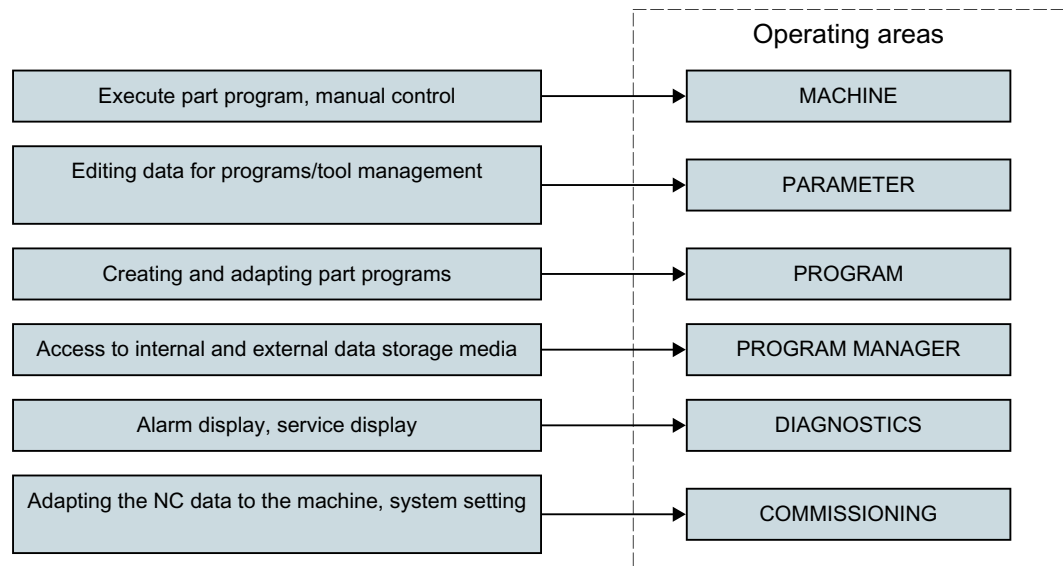 Operating areas
Execute part program, manual control
MACHINE
Editing data for programs/tool management
PARAMETER
Creating and adapting part programs
PROGRAM
Access to internal and external data storage media
PROGRAM MANAGER
Alarm display, service display
DIAGNOSTICS
Adapting the NC data to the machine, system setting
COMMISSIONING